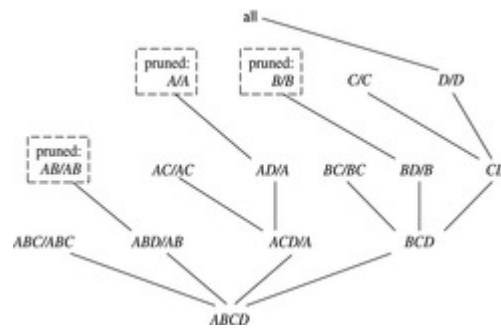 all
pruned:
A/A
pruned:
B/B
C/C
D/D
pruned:
AB/AB
AC/AC
AD/A
BC/BC
BD/B
ABC/ABC
ABD/AB
ACD/A
BCD
ABCD